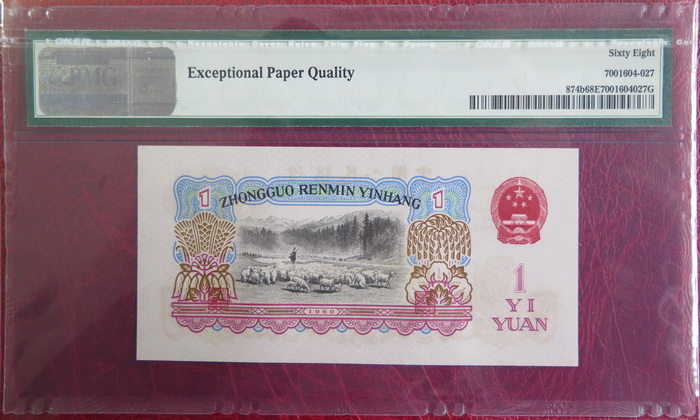 PMG
Exceptional Paper Quality
Sixty Eight
7001604-027
874b68E7001604027G
1
ZHONGGUO RENMIN YINHANG
1
1960
1
YI
YUAN